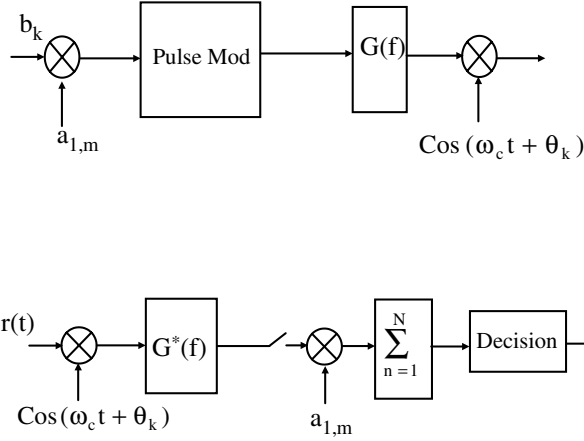 b_k
Pulse Mod
G(f)
a_{1,m}
Cos (ω_c t + θ_k)
r(t)
G*(f)
N
∑
n = 1
Decision
Cos (ω_c t + θ_k)
a_{1,m}